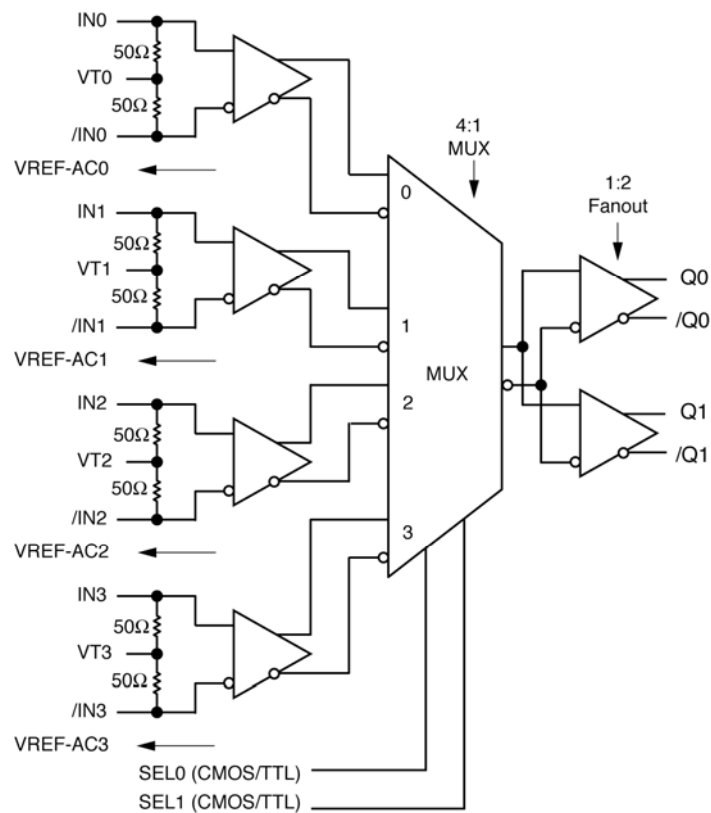 IN0
50Ω
VT0
50Ω
/IN0
VREF-AC0
IN1
50Ω
VT1
50Ω
/IN1
VREF-AC1
IN2
50Ω
VT2
50Ω
/IN2
VREF-AC2
IN3
50Ω
VT3
50Ω
/IN3
VREF-AC3
SEL0 (CMOS/TTL)
SEL1 (CMOS/TTL)
4:1
MUX
0
1
MUX
2
3
1:2
Fanout
Q0
/Q0
Q1
/Q1